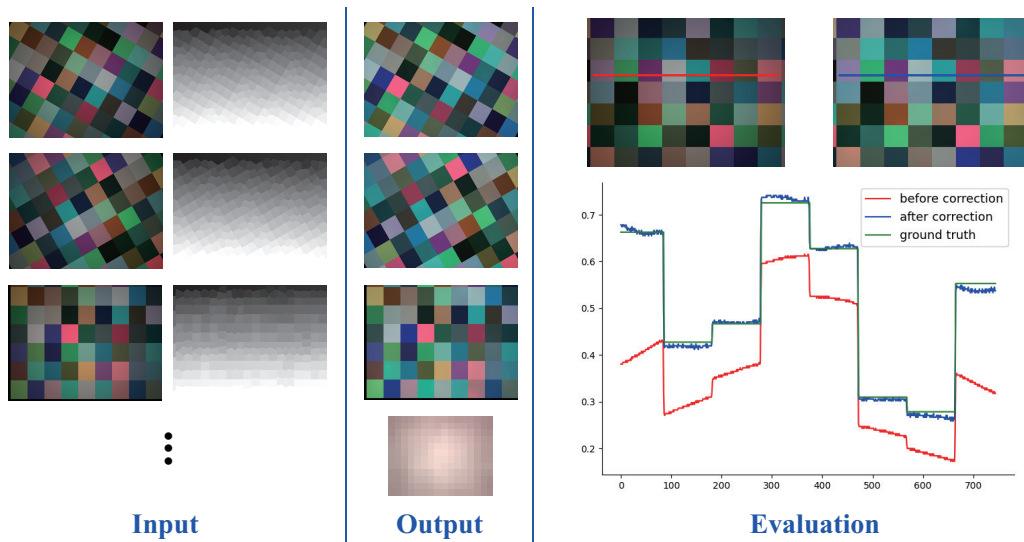 before correction
after correction
ground truth
0.7
0.6
0.5
0.4
0.3
0.2
0
100
200
300
400
500
600
700
Input
Output
Evaluation